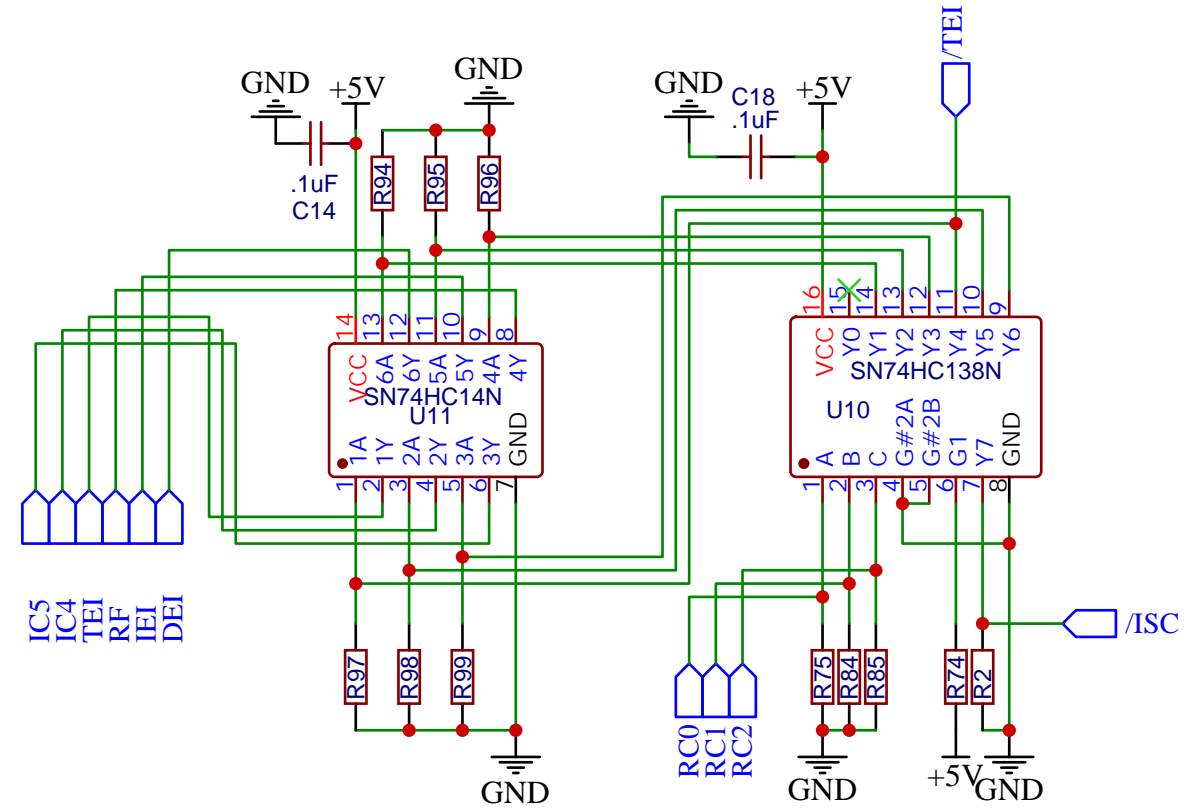 /TEI
GND
+5V
GND
.1uF
C14
R94
R95
R96
GND
C18
.1uF
+5V
14
13
12
11
10
9
8
VCC
6A
6Y
5A
5Y
4A
4Y
SN74HC14N
U11
1A
1Y
2A
2Y
3A
3Y
GND
1
2
3
4
5
6
7
16
15
14
13
12
11
10
9
VCC
Y0
Y1
Y2
Y3
Y4
Y5
Y6
SN74HC138N
U10
A
B
C
G#2A
G#2B
G1
Y7
GND
1
2
3
4
5
6
7
8
IC5
IC4
TEI
RF
IEI
DEI
/ISC
R97
R98
R99
GND
RC0
RC1
RC2
R75
R84
R85
R74
R2
GND
+5V
GND